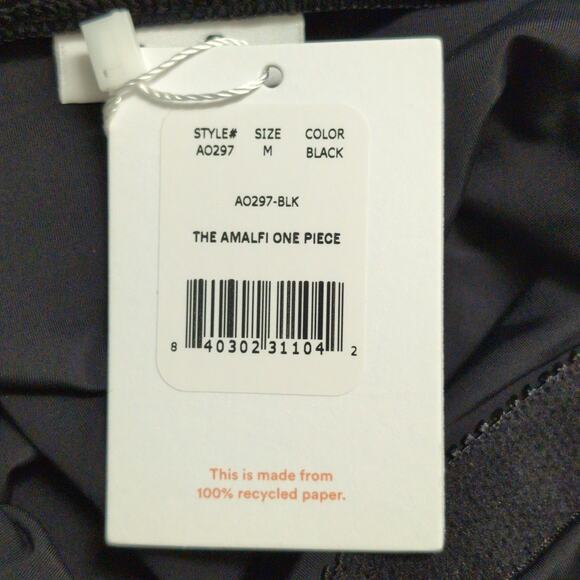 STYLE# SIZE COLOR
AO297 M BLACK
AO297-BLK
THE AMALFI ONE PIECE
8 40302 31104 2
This is made from
100% recycled paper.